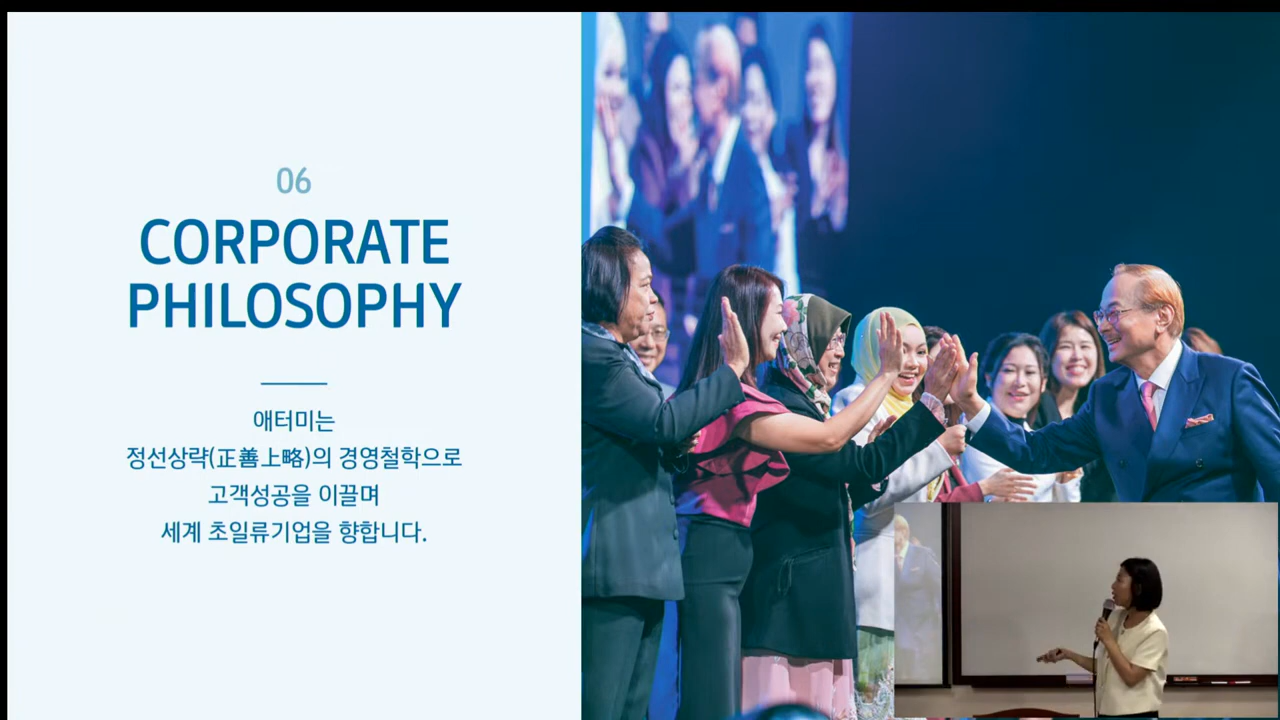 06
CORPORATE
PHILOSOPHY
애터미는
정선상략(正善上略)의 경영철학으로
고객성공을 이끌며
세계 초일류기업을 향합니다.